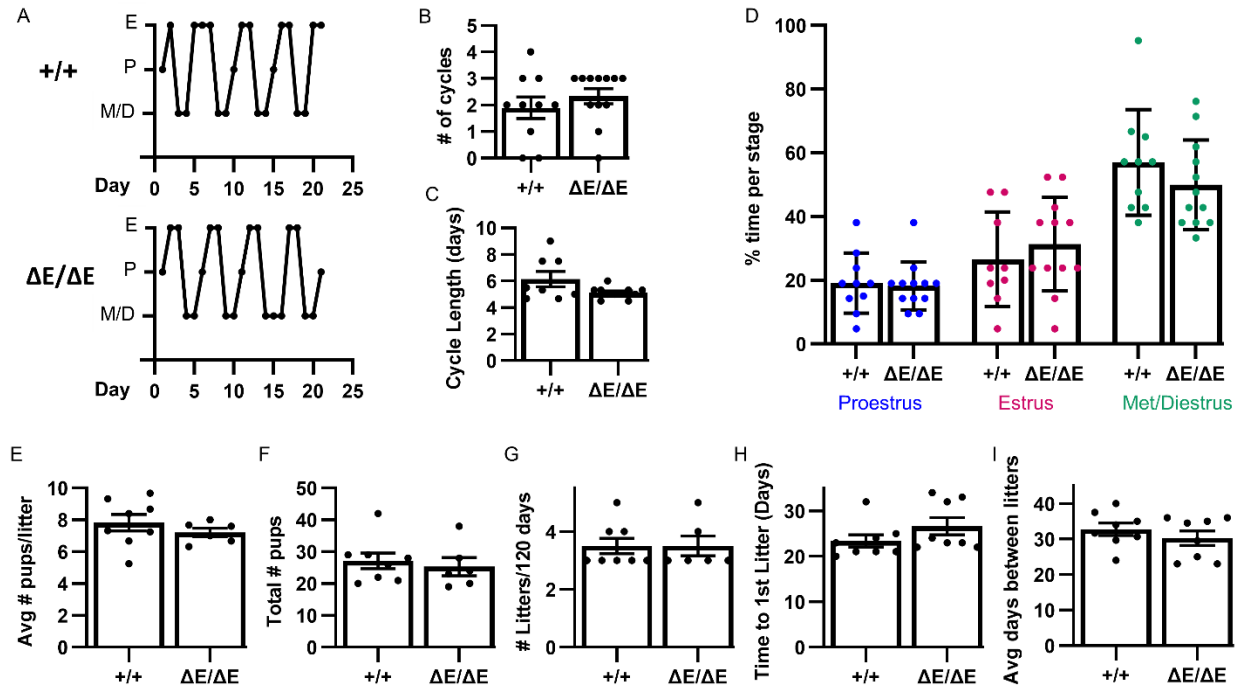 A
+/+
E
P
M/D
Day
0 5 10 15 20 25
ΔE/ΔE
E
P
M/D
Day
0 5 10 15 20 25
B
# of cycles
5
4
3
2
1
0
+/+ ΔE/ΔE
C
Cycle Length (days)
10
8
6
4
2
0
+/+ ΔE/ΔE
D
% time per stage
100
80
60
40
20
0
+/+ ΔE/ΔE +/+ ΔE/ΔE +/+ ΔE/ΔE
Proestrus Estrus Met/Diestrus
E
Avg # pups/litter
10
8
6
4
2
0
+/+ ΔE/ΔE
F
Total # pups
50
40
30
20
10
0
+/+ ΔE/ΔE
G
# Litters/120 days
4
2
0
+/+ ΔE/ΔE
H
Time to 1st Litter (Days)
30
20
10
0
+/+ ΔE/ΔE
I
Avg days between litters
40
30
20
10
0
+/+ ΔE/ΔE